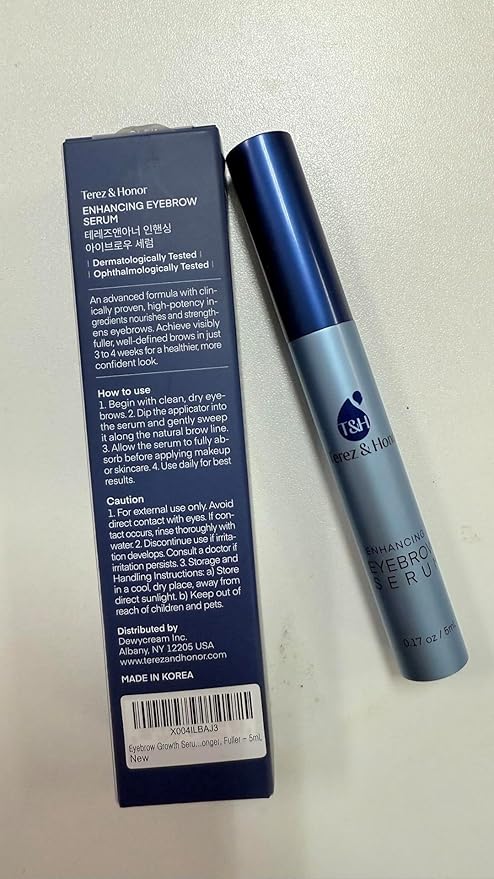 Terez & Honor
ENHANCING EYEBROW
SERUM
테레즈앤아너 인핸싱
아이브로우 세럼
| Dermatologically Tested |
| Ophthalmologically Tested |
An advanced formula with clin-
ically proven, high-potency in-
gredients nourishes and strength-
ens eyebrows. Achieve visibly
fuller, well-defined brows in just
3 to 4 weeks for a healthier, more
confident look.
How to use
1. Begin with clean, dry eye-
brows. 2. Dip the applicator into
the serum and gently sweep
it along the natural brow line.
3. Allow the serum to fully ab-
sorb before applying makeup
or skincare. 4. Use daily for best
results.
Caution
1. For external use only. Avoid
direct contact with eyes. If con-
tact occurs, rinse thoroughly with
water. 2. Discontinue use if irrita-
tion develops. Consult a doctor if
irritation persists. 3. Storage and
Handling Instructions: a) Store
in a cool, dry place, away from
direct sunlight. b) Keep out of
reach of children and pets.
Distributed by
Dewycream Inc.
Albany, NY 12205 USA
www.terezandhonor.com
MADE IN KOREA
X004ILBAJ3
Eyebrow Growth Seru...onger, Fuller – 5mL
New
T&H
Terez & Honor
ENHANCING
EYEBROW
SERUM
0.17 oz / 5mL